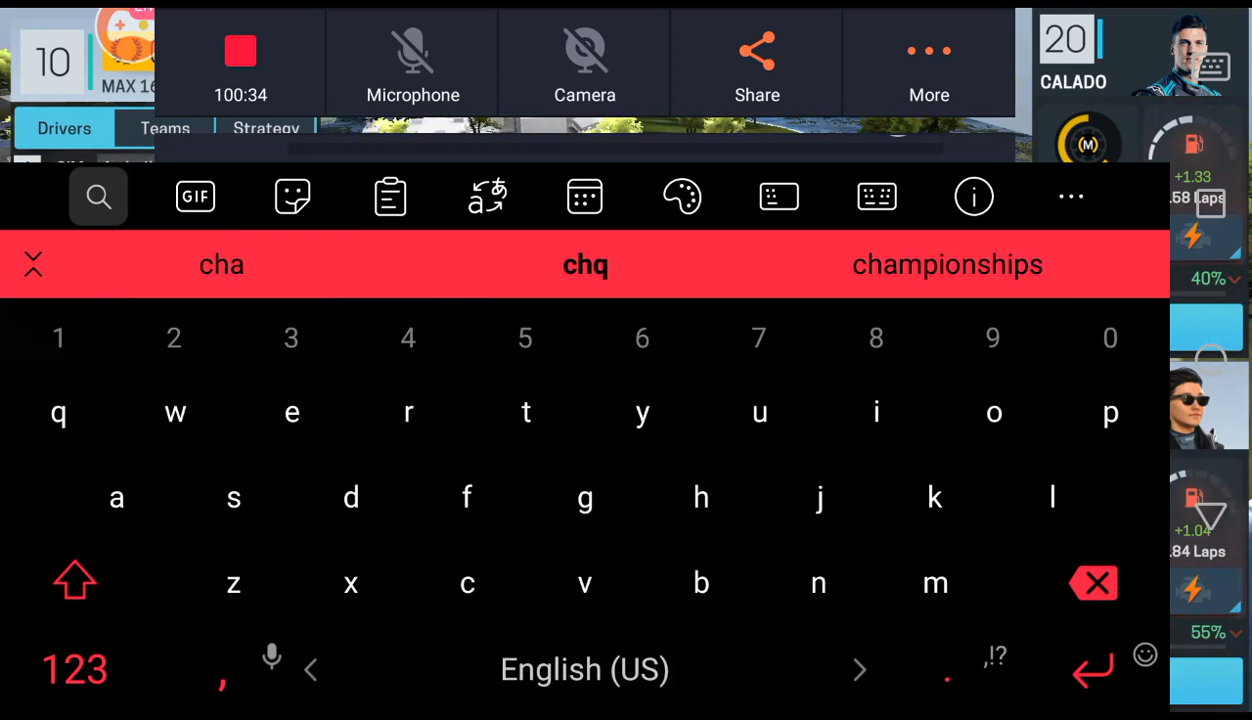 10
MAX 16
Drivers Teams Strategy
100:34 Microphone Camera Share More
20
CALADO
(M)
+1.33
.58 Laps
40%
GIF
cha chq championships
1 2 3 4 5 6 7 8 9 0
q w e r t y u i o p
a s d f g h j k l
z x c v b n m
123 , < English (US) > . ,!?
+1.04
.84 Laps
55%